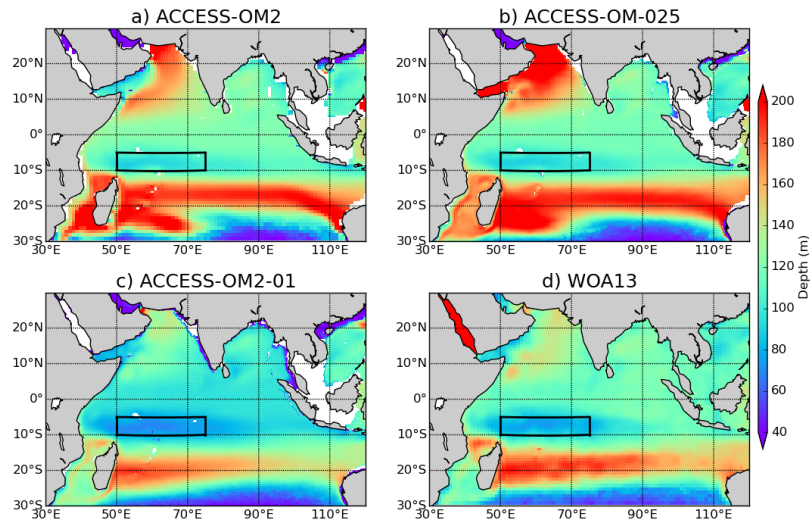 a) ACCESS-OM2
b) ACCESS-OM-025
20°N
10°N
0°
10°S
20°S
30°S
30°E
50°E
70°E
90°E
110°E
20°N
10°N
0°
10°S
20°S
30°S
30°E
50°E
70°E
90°E
110°E
c) ACCESS-OM2-01
d) WOA13
20°N
10°N
0°
10°S
20°S
30°S
30°E
50°E
70°E
90°E
110°E
20°N
10°N
0°
10°S
20°S
30°S
30°E
50°E
70°E
90°E
110°E
200
180
160
140
120
100
80
60
40
Depth (m)